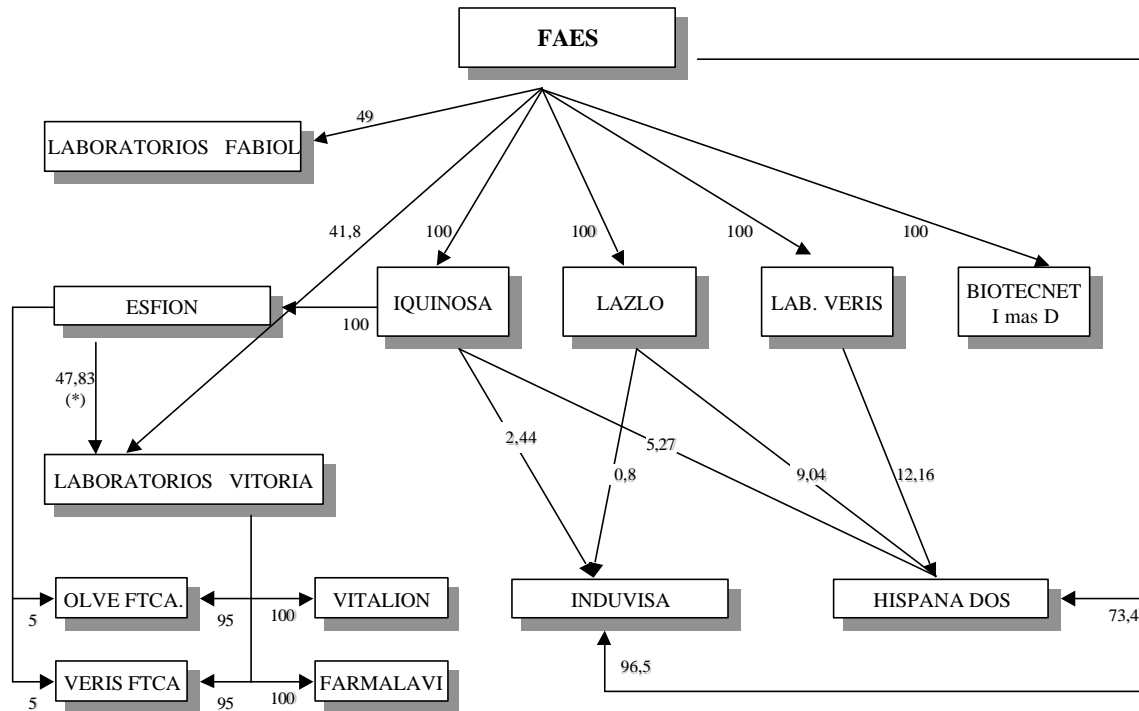 FAES
49
LABORATORIOS FABIOL
41,8
100
100
100
100
ESFION
100
IQUINOSA
LAZLO
LAB. VERIS
BIOTECNET
I mas D
47,83
(*)
2,44
5,27
0,8
9,04
12,16
LABORATORIOS VITORIA
OLVE FTCA.
VITALION
INDUVISA
HISPANA DOS
5
95
100
73,4
96,5
VERIS FTCA
FARMALAVI
5
95
100